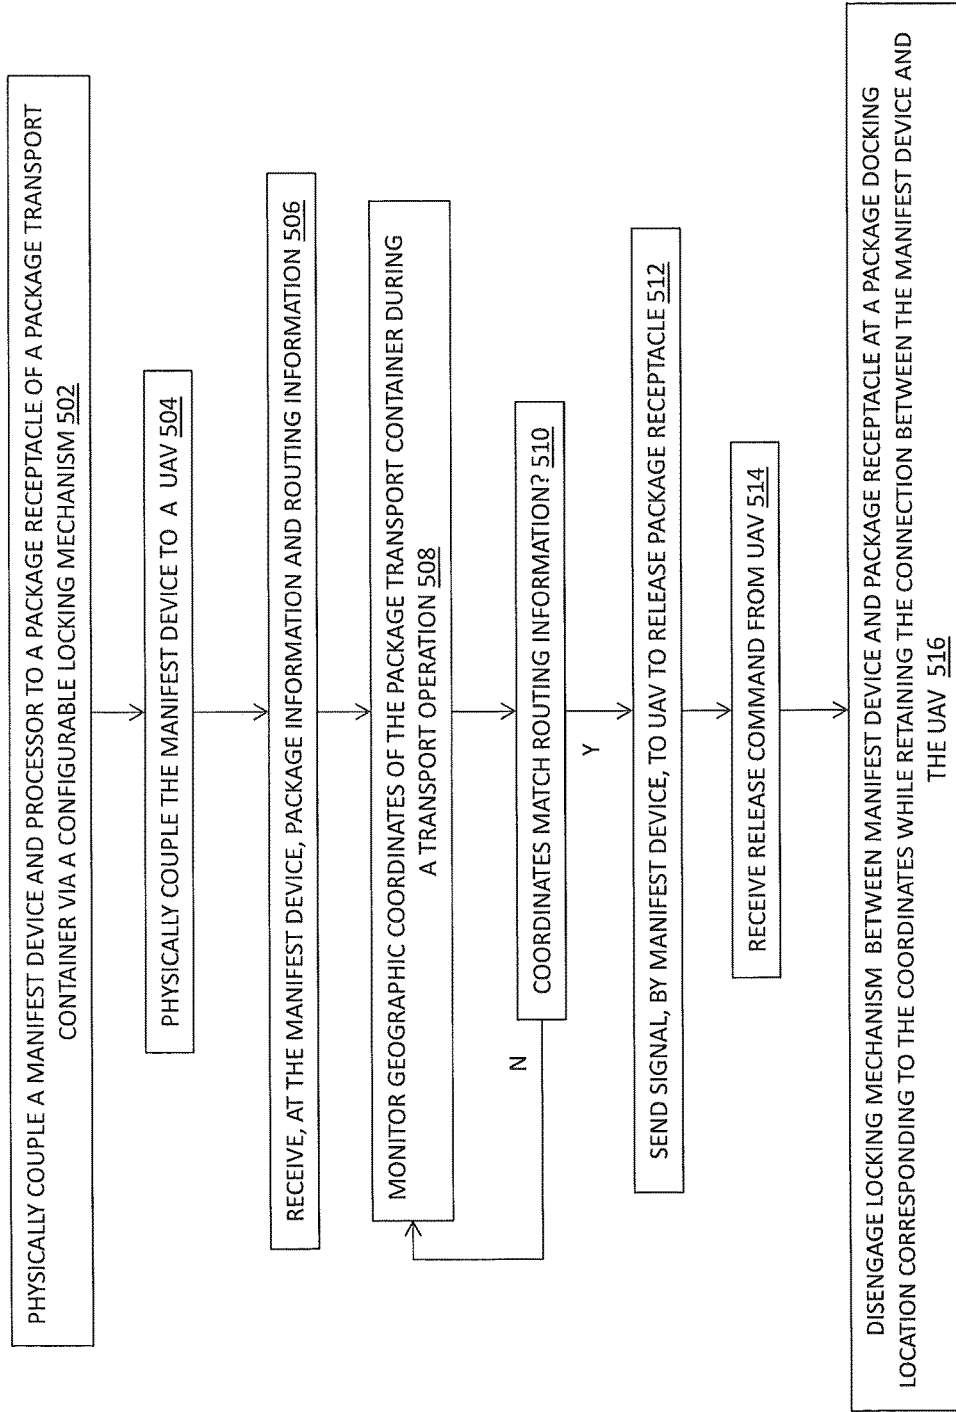 PHYSICALLY COUPLE A MANIFEST DEVICE AND PROCESSOR TO A PACKAGE RECEPTACLE OF A PACKAGE TRANSPORT
CONTAINER VIA A CONFIGURABLE LOCKING MECHANISM 502
PHYSICALLY COUPLE THE MANIFEST DEVICE TO A UAV 504
RECEIVE, AT THE MANIFEST DEVICE, PACKAGE INFORMATION AND ROUTING INFORMATION 506
MONITOR GEOGRAPHIC COORDINATES OF THE PACKAGE TRANSPORT CONTAINER DURING
A TRANSPORT OPERATION 508
N
COORDINATES MATCH ROUTING INFORMATION? 510
Y
SEND SIGNAL, BY MANIFEST DEVICE, TO UAV TO RELEASE PACKAGE RECEPTACLE 512
RECEIVE RELEASE COMMAND FROM UAV 514
DISENGAGE LOCKING MECHANISM BETWEEN MANIFEST DEVICE AND PACKAGE RECEPTACLE AT A PACKAGE DOCKING
LOCATION CORRESPONDING TO THE COORDINATES WHILE RETAINING THE CONNECTION BETWEEN THE MANIFEST DEVICE AND
THE UAV 516